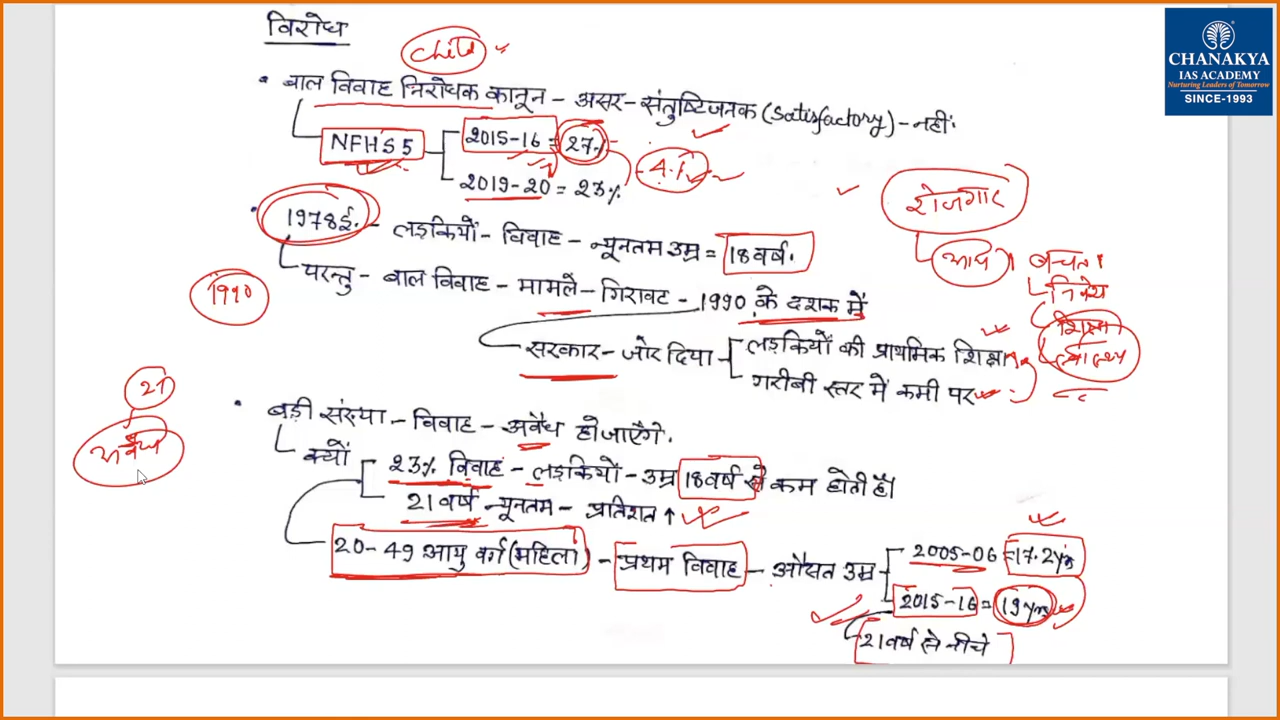 विरोध
Child
CHANAKYA
IAS ACADEMY
Nurturing Leaders of Tomorrow
SINCE-1993
• बाल विवाह निरोधक कानून - असर - संतुष्टिजनक (Satisfactory) - नहीं.
NFHS 5
2015-16 = 27%
2019-20 = 23%
4%
रोजगार
आय
बचत
निवेश
शिक्षा
स्वास्थ्य
• 1978ई. - लड़कियों - विवाह - न्यूनतम उम्र = 18 वर्ष.
परन्तु - बाल विवाह - मामले - गिरावट - 1990 के दशक में
1990
सरकार - जोर दिया
लड़कियों की प्राथमिक शिक्षा
गरीबी स्तर में कमी पर
21
अवैध
• बड़ी संख्या - विवाह - अवैध हो जाएँगे.
क्यों
23% विवाह - लड़कियों - उम्र 18 वर्ष से कम होती है।
21 वर्ष न्यूनतम - प्रतिशत ↑
20-49 आयु वर्ग (महिला) - प्रथम विवाह - औसत उम्र
2005-06 = 17.2 yrs
2015-16 = 19 yrs
21 वर्ष से नीचे